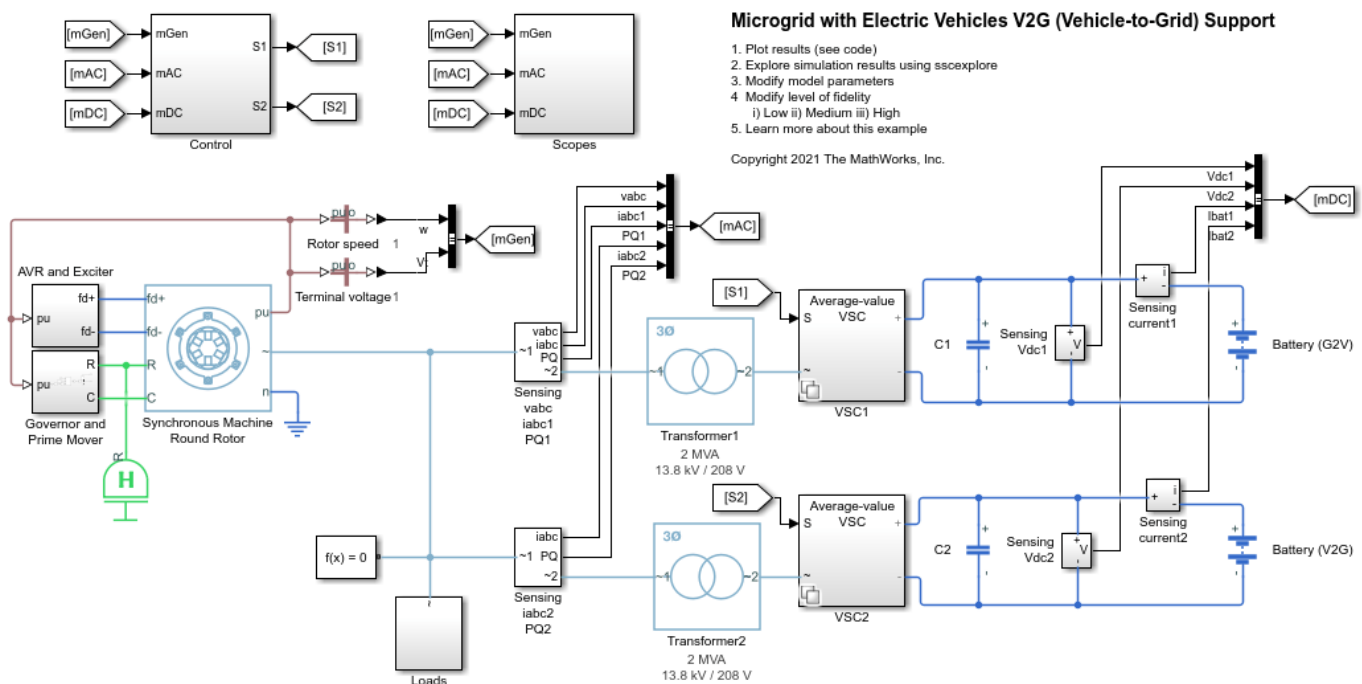 Microgrid with Electric Vehicles V2G (Vehicle-to-Grid) Support
1. Plot results (see code)
2. Explore simulation results using sscexplore
3. Modify model parameters
4 Modify level of fidelity
i) Low ii) Medium iii) High
5. Learn more about this example
Copyright 2021 The MathWorks, Inc.
[mGen]
[mAC]
[mDC]
mGen
mAC
mDC
S1
S2
[S1]
[S2]
Control
[mGen]
[mAC]
[mDC]
mGen
mAC
mDC
Scopes
Rotor speed
1
w
Terminal voltage
1
V
[mGen]
AVR and Exciter
pu
fd+
fd-
fd+
fd-
pu
~
n
pu
R
C
R
C
Governor and
Prime Mover
Synchronous Machine
Round Rotor
R
H
vabc
iabc1
PQ1
iabc2
PQ2
[mAC]
~1
vabc
iabc
PQ
~2
Sensing
vabc
iabc1
PQ1
3Ø
~1
~2
Transformer1
2 MVA
13.8 kV / 208 V
[S1]
Average-value
VSC
S
~
+
-
VSC1
C1
+
-
Sensing
Vdc1
+
V
-
+
i
-
Sensing
current1
+
-
Battery (G2V)
Vdc1
Vdc2
Ibat1
Ibat2
[mDC]
f(x) = 0
~
Loads
~1
iabc
PQ
~2
Sensing
iabc2
PQ2
3Ø
~1
~2
Transformer2
2 MVA
13.8 kV / 208 V
[S2]
Average-value
VSC
S
~
+
-
VSC2
C2
+
-
Sensing
Vdc2
+
V
-
+
i
-
Sensing
current2
+
-
Battery (V2G)